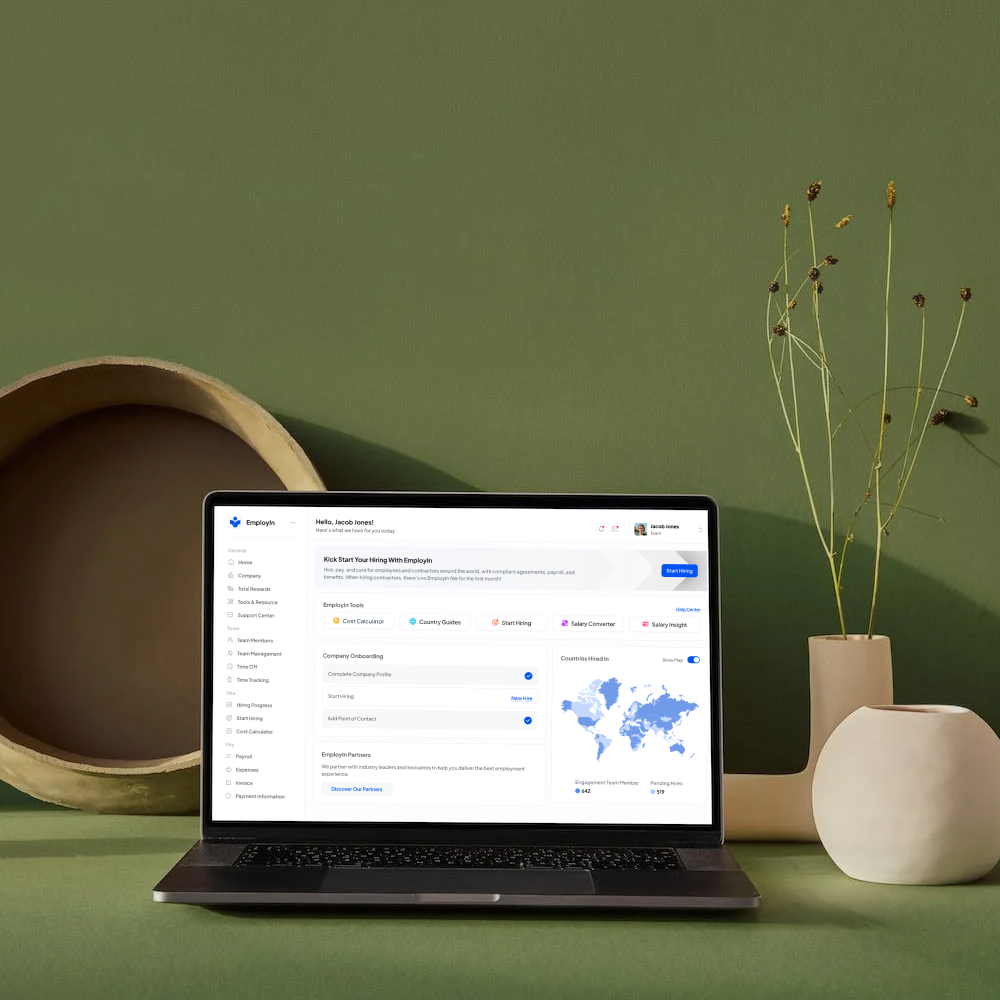 EmployIn
General
Home
Company
Total Rewards
Tools & Resource
Support Center
Team
Team Members
Team Management
Time Off
Time Tracking
Hire
Hiring Progress
Start Hiring
Cost Calculator
Pay
Payroll
Expenses
Invoice
Payment Information
Hello, Jacob Jones!
Here's what we have for you today
Jacob Jones
Team
Kick Start Your Hiring With EmployIn
Hire, pay, and care for employees and contractors around the world, with compliant agreements, payroll, and
benefits. When hiring contractors, there's no EmployIn fee for the first month!
Start Hiring
EmployIn Tools
Help Center
Cost Calculator
Country Guides
Start Hiring
Salary Converter
Salary Insight
Company Onboarding
Complete Company Profile
Start Hiring
New Hire
Add Point of Contact
EmployIn Partners
We partner with industry leaders and innovators to help you deliver the best employment
experience.
Discover Our Partners
Countries Hired in
Show Map
Engagement Team Member
642
Pending Hires
519